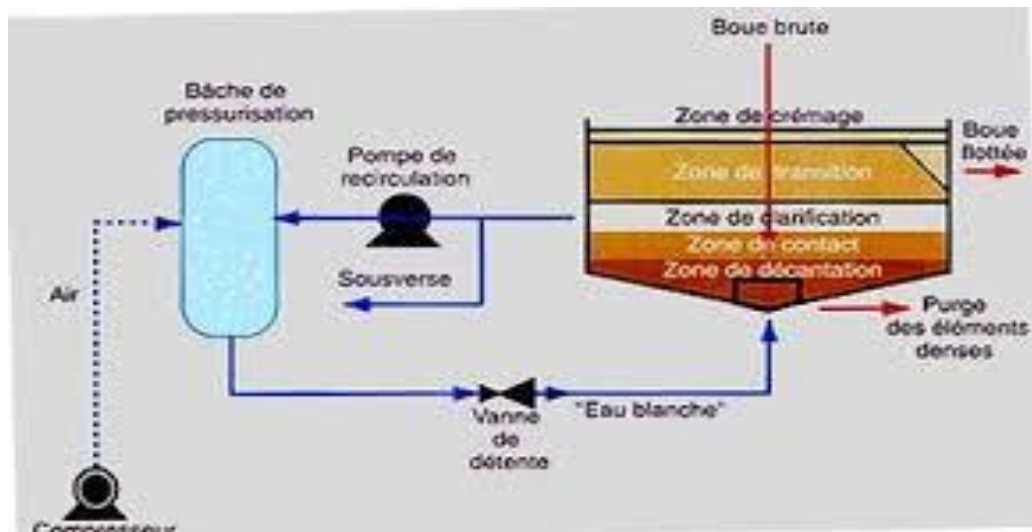 Boue brute
Bâche de
pressurisation
Zone de crémage
Boue
flottée
Pompe de
recirculation
Zone de transition
Zone de clarification
Zone de contact
Sousverse
Zone de décantation
Air
Purge
des éléments
denses
"Eau blanche"
Vanne
de
détente
Compresseur